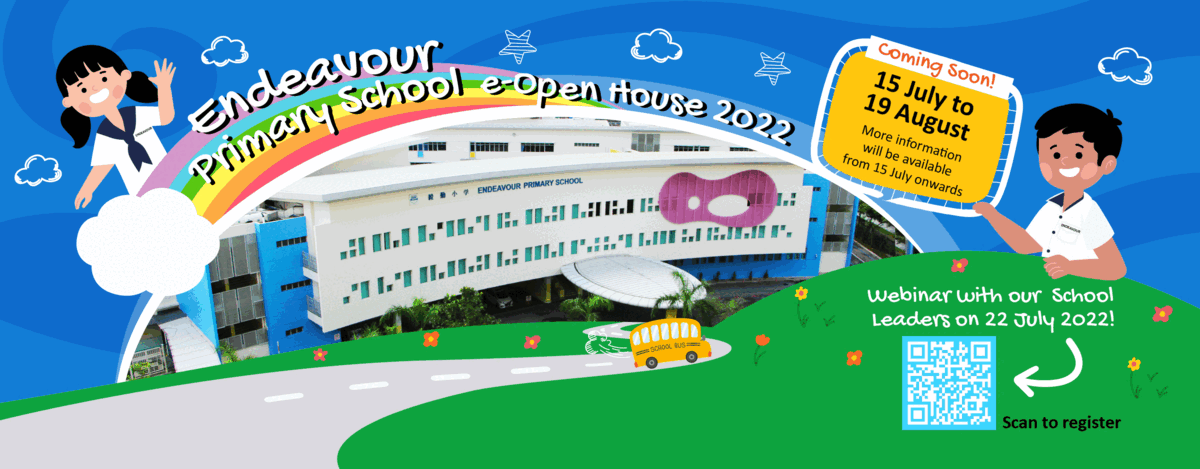 Endeavour
Primary School e-Open House 2022
Coming Soon!
15 July to
19 August
More information
will be available
from 15 July onwards
ENDEAVOUR
ENDEAVOUR PRIMARY SCHOOL
ENDEAVOUR
SCHOOL BUS
Webinar with our School
Leaders on 22 July 2022!
Scan to register